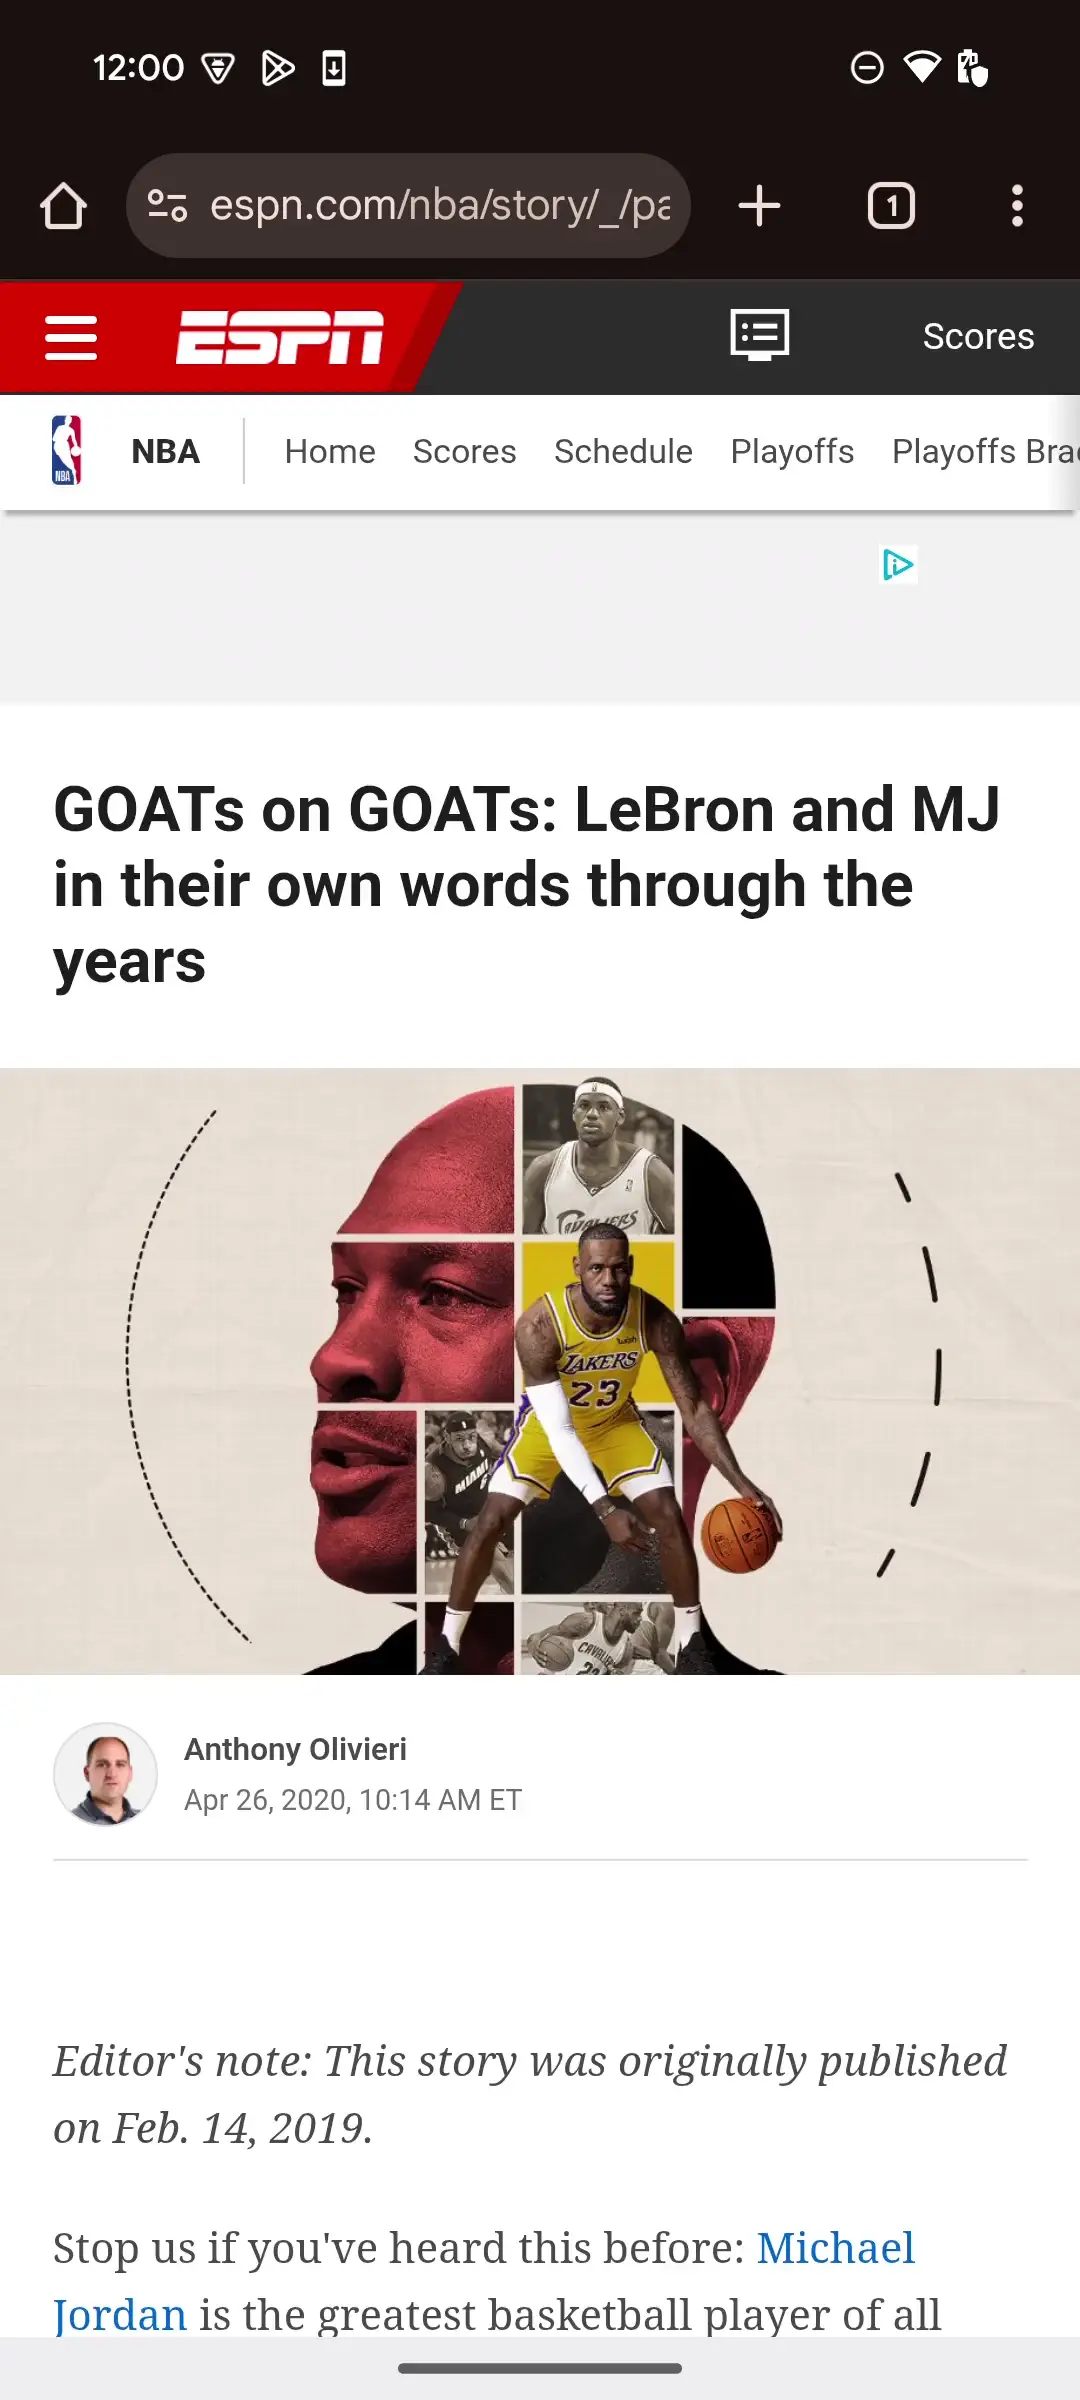 12:00
espn.com/nba/story/_/pa
1
ESPN
Scores
NBA
NBA Home Scores Schedule Playoffs Playoffs Bra
GOATs on GOATs: LeBron and MJ
in their own words through the
years
CAVALIERS
twitch
LAKERS
23
MIAMI
6
CAVALIERS
23
Anthony Olivieri
Apr 26, 2020, 10:14 AM ET
Editor's note: This story was originally published
on Feb. 14, 2019.
Stop us if you've heard this before: Michael
Jordan is the greatest basketball player of all